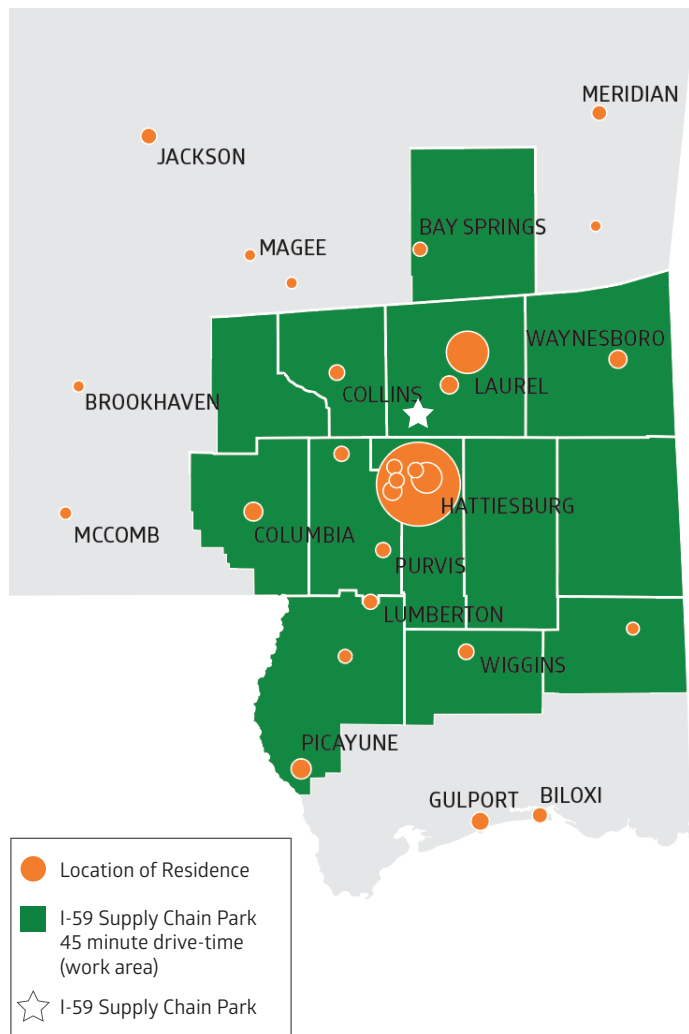 MERIDIAN
JACKSON
BAY SPRINGS
MAGEE
WAYNESBORO
LAUREL
COLLINS
BROOKHAVEN
HATTIESBURG
MCCOMB
COLUMBIA
PURVIS
LUMBERTON
WIGGINS
PICAYUNE
GULPORT
BILOXI
Location of Residence
I-59 Supply Chain Park
45 minute drive-time
(work area)
I-59 Supply Chain Park